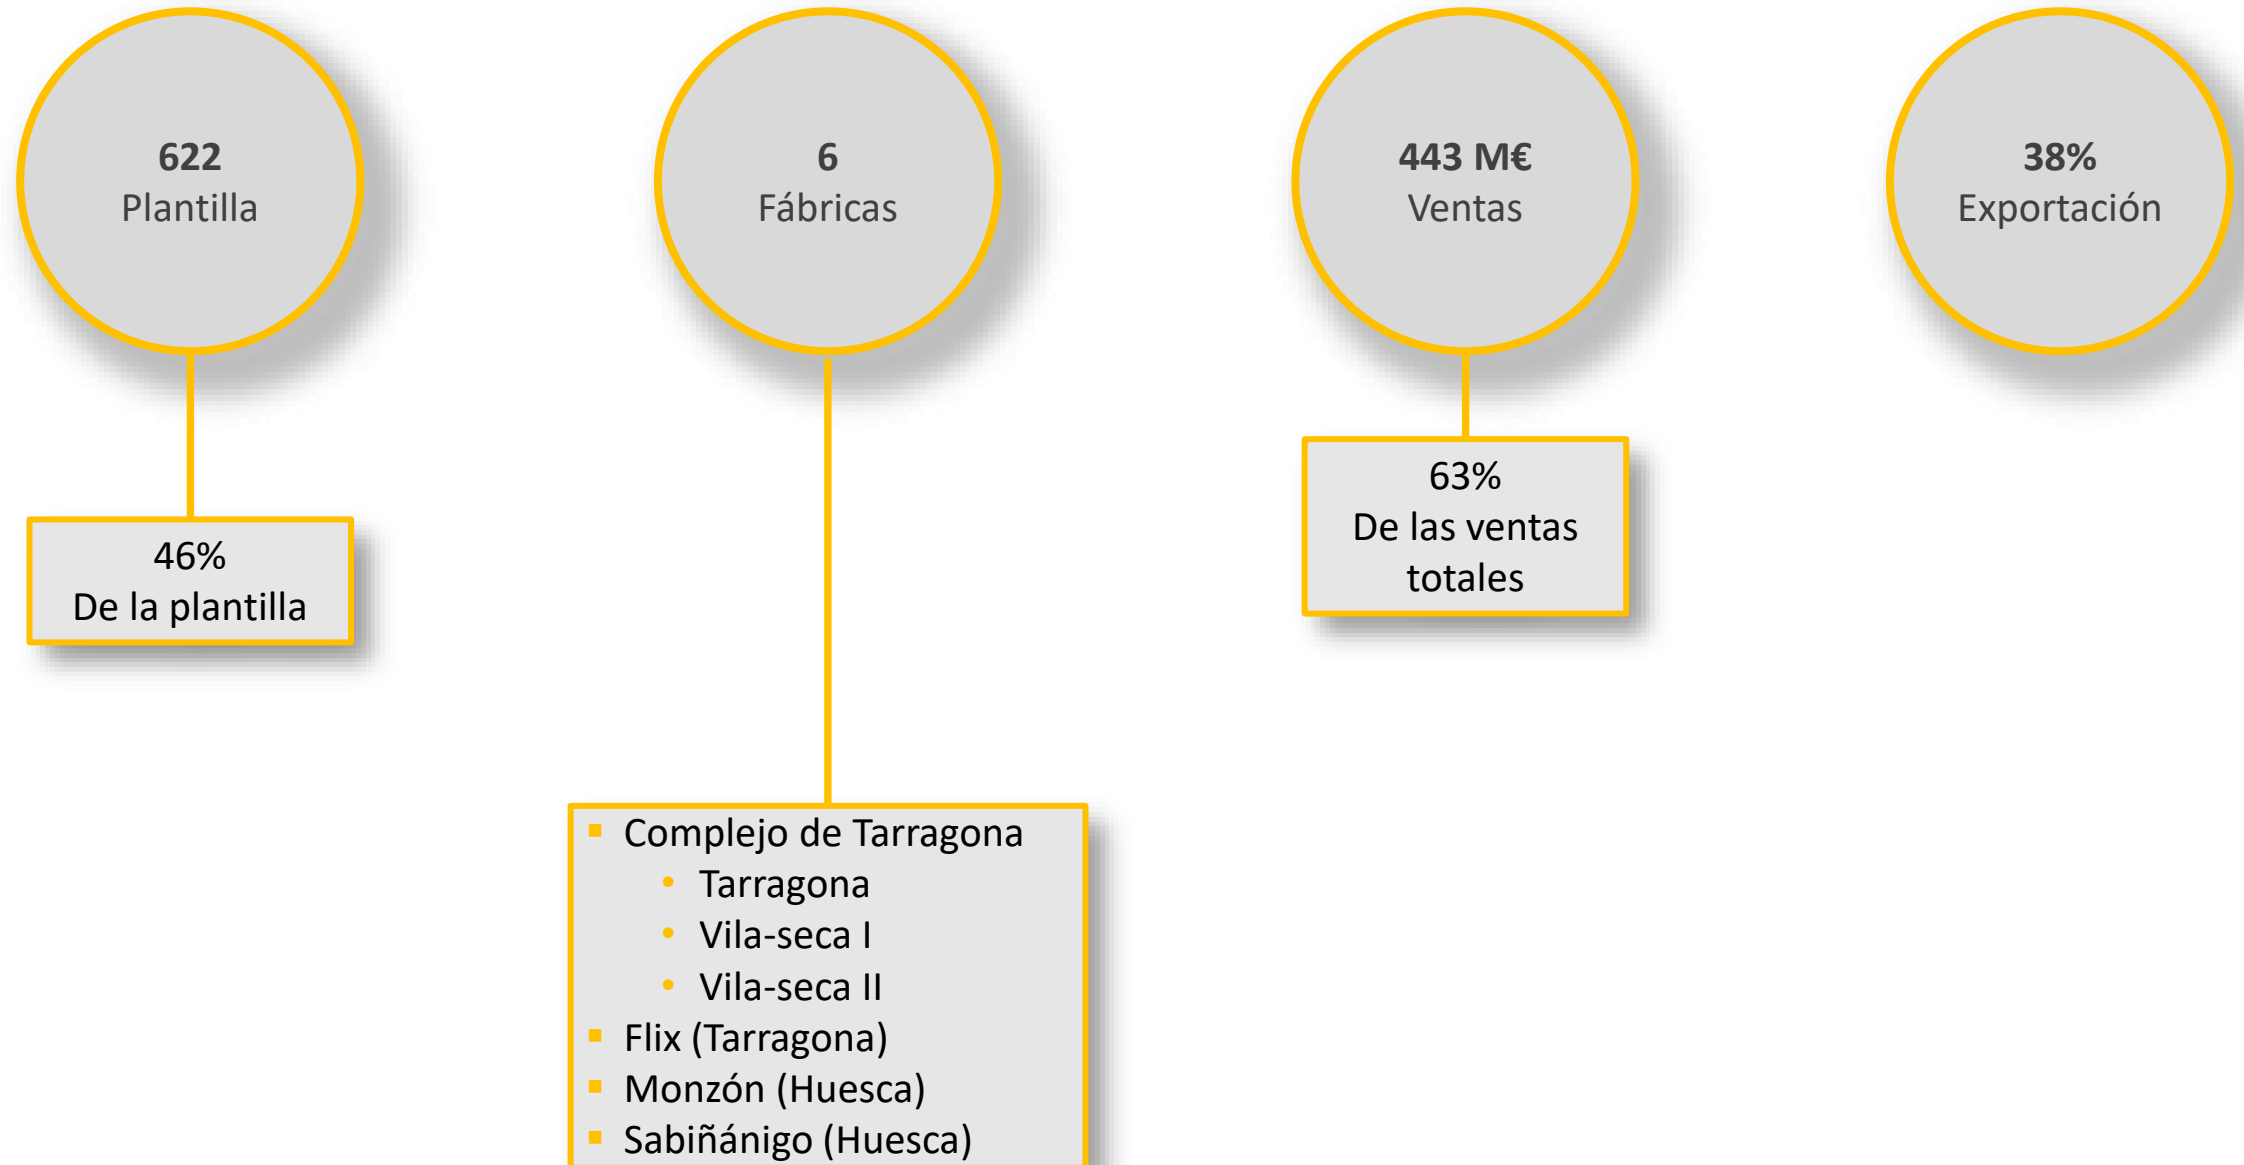 622
Plantilla
46%
De la plantilla
6
Fábricas
Complejo de Tarragona
Tarragona
Vila-seca I
Vila-seca II
Flix (Tarragona)
Monzón (Huesca)
Sabiñánigo (Huesca)
443 M€
Ventas
63%
De las ventas
totales
38%
Exportación